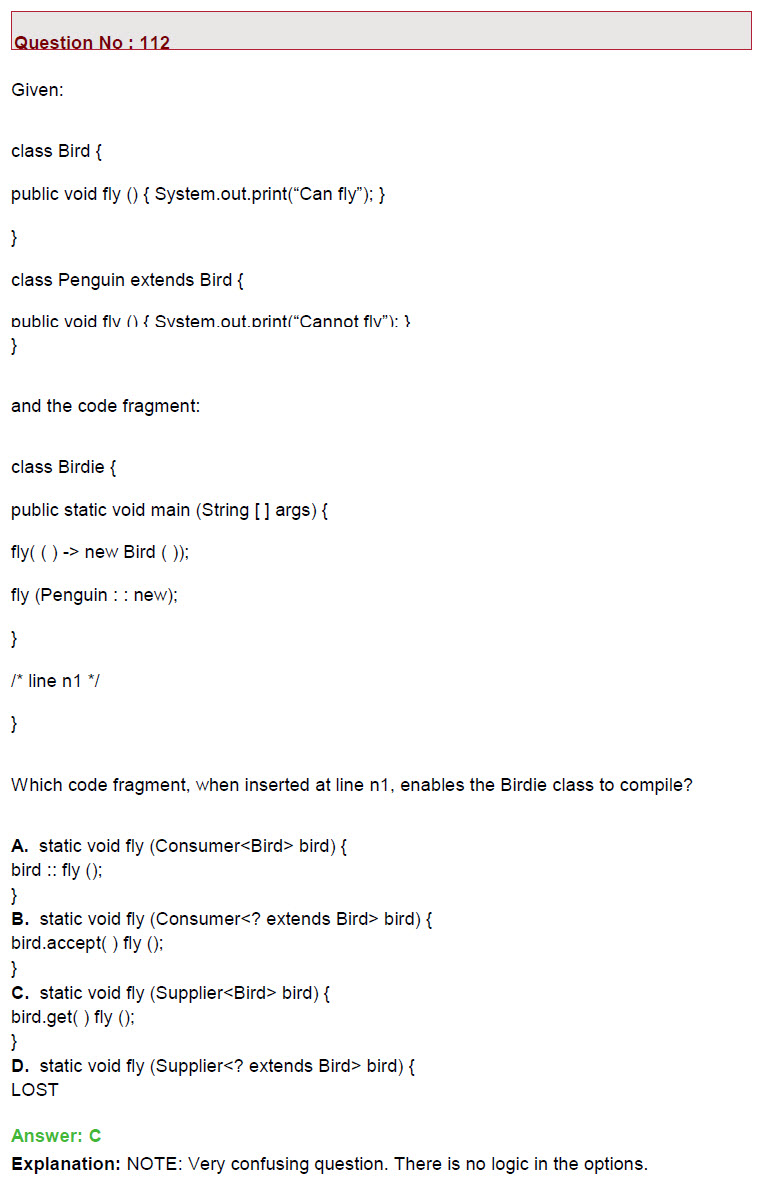 Question No : 112
Given:
class Bird {
public void fly () { System.out.print(“Can fly”); }
}
class Penguin extends Bird {
public void fly () { System.out.print(“Cannot fly”); }
}
and the code fragment:
class Birdie {
public static void main (String [ ] args) {
fly( ( ) -> new Bird ( ));
fly (Penguin : : new);
}
/* line n1 */
}
Which code fragment, when inserted at line n1, enables the Birdie class to compile?
A. static void fly (Consumer<Bird> bird) {
bird :: fly ();
}
B. static void fly (Consumer<? extends Bird> bird) {
bird.accept( ) fly ();
}
C. static void fly (Supplier<Bird> bird) {
bird.get( ) fly ();
}
D. static void fly (Supplier<? extends Bird> bird) {
LOST
Answer: C
Explanation: NOTE: Very confusing question. There is no logic in the options.